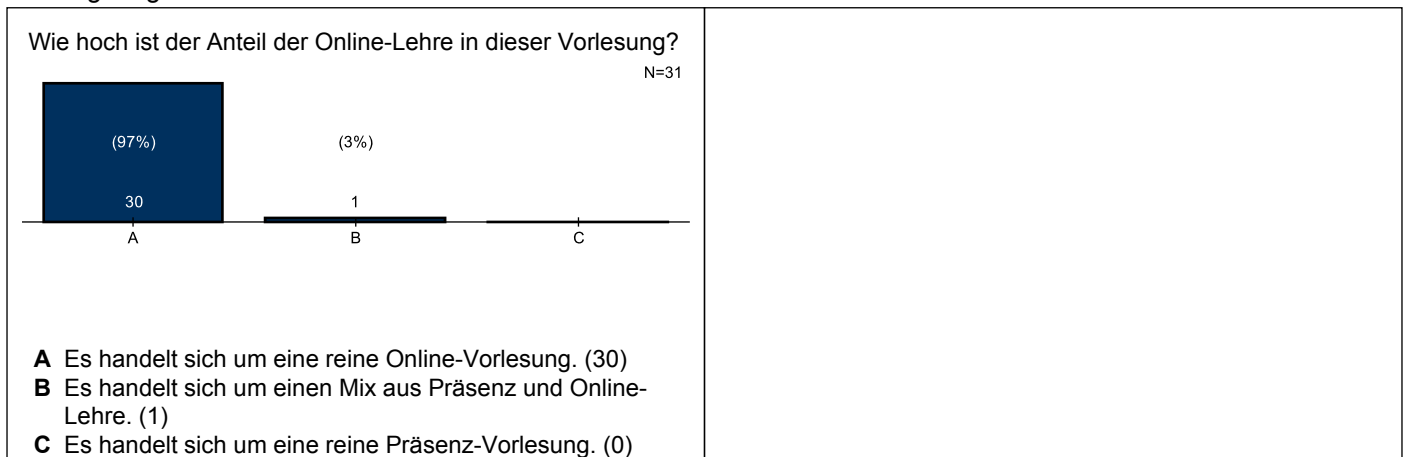 Wie hoch ist der Anteil der Online-Lehre in dieser Vorlesung?
N=31
(97%)
(3%)
30
1
A
B
C
A Es handelt sich um eine reine Online-Vorlesung. (30)
B Es handelt sich um einen Mix aus Präsenz und Online-
Lehre. (1)
C Es handelt sich um eine reine Präsenz-Vorlesung. (0)